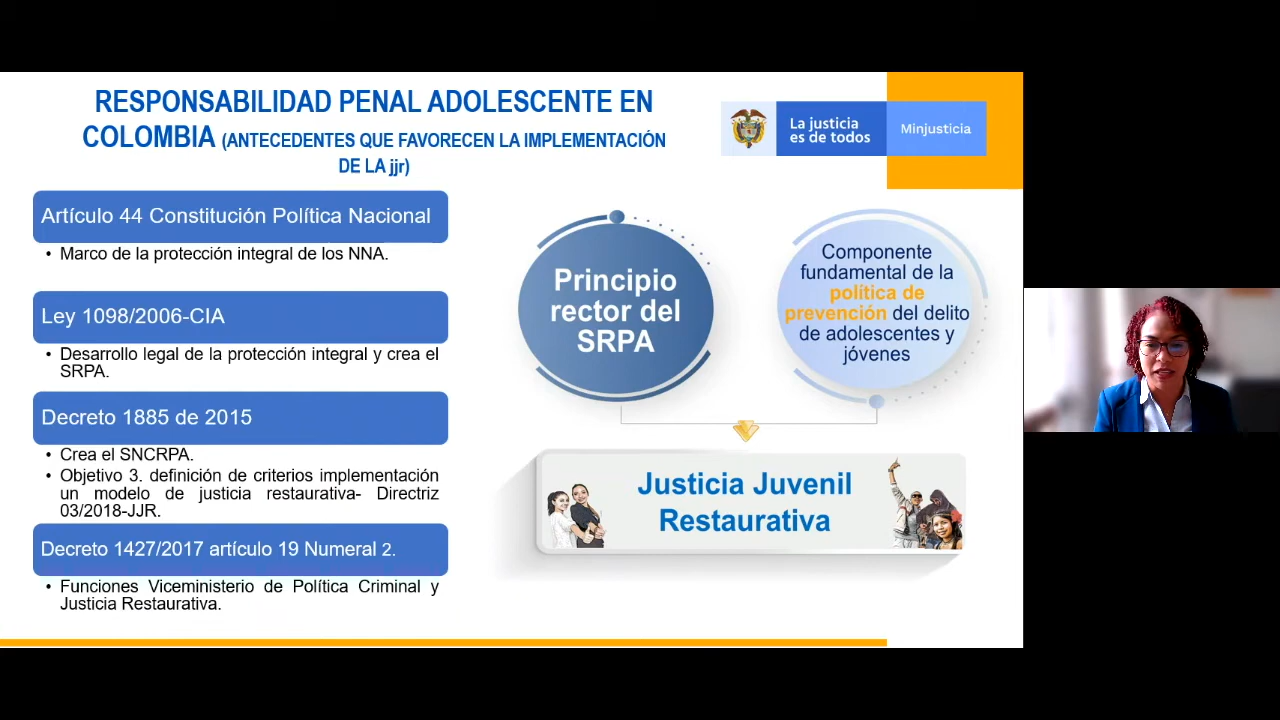 RESPONSABILIDAD PENAL ADOLESCENTE EN
COLOMBIA (ANTECEDENTES QUE FAVORECEN LA IMPLEMENTACIÓN
DE LA jjr)
La justicia
es de todos
Minjusticia
Artículo 44 Constitución Política Nacional
• Marco de la protección integral de los NNA.
Ley 1098/2006-CIA
• Desarrollo legal de la protección integral y crea el
SRPA.
Decreto 1885 de 2015
• Crea el SNCRPA.
• Objetivo 3. definición de criterios implementación
un modelo de justicia restaurativa- Directriz
03/2018-JJR.
Decreto 1427/2017 artículo 19 Numeral 2.
• Funciones Viceministerio de Política Criminal y
Justicia Restaurativa.
Principio
rector del
SRPA
Componente
fundamental de la
política de
prevención del delito
de adolescentes y
jóvenes
Justicia Juvenil
Restaurativa